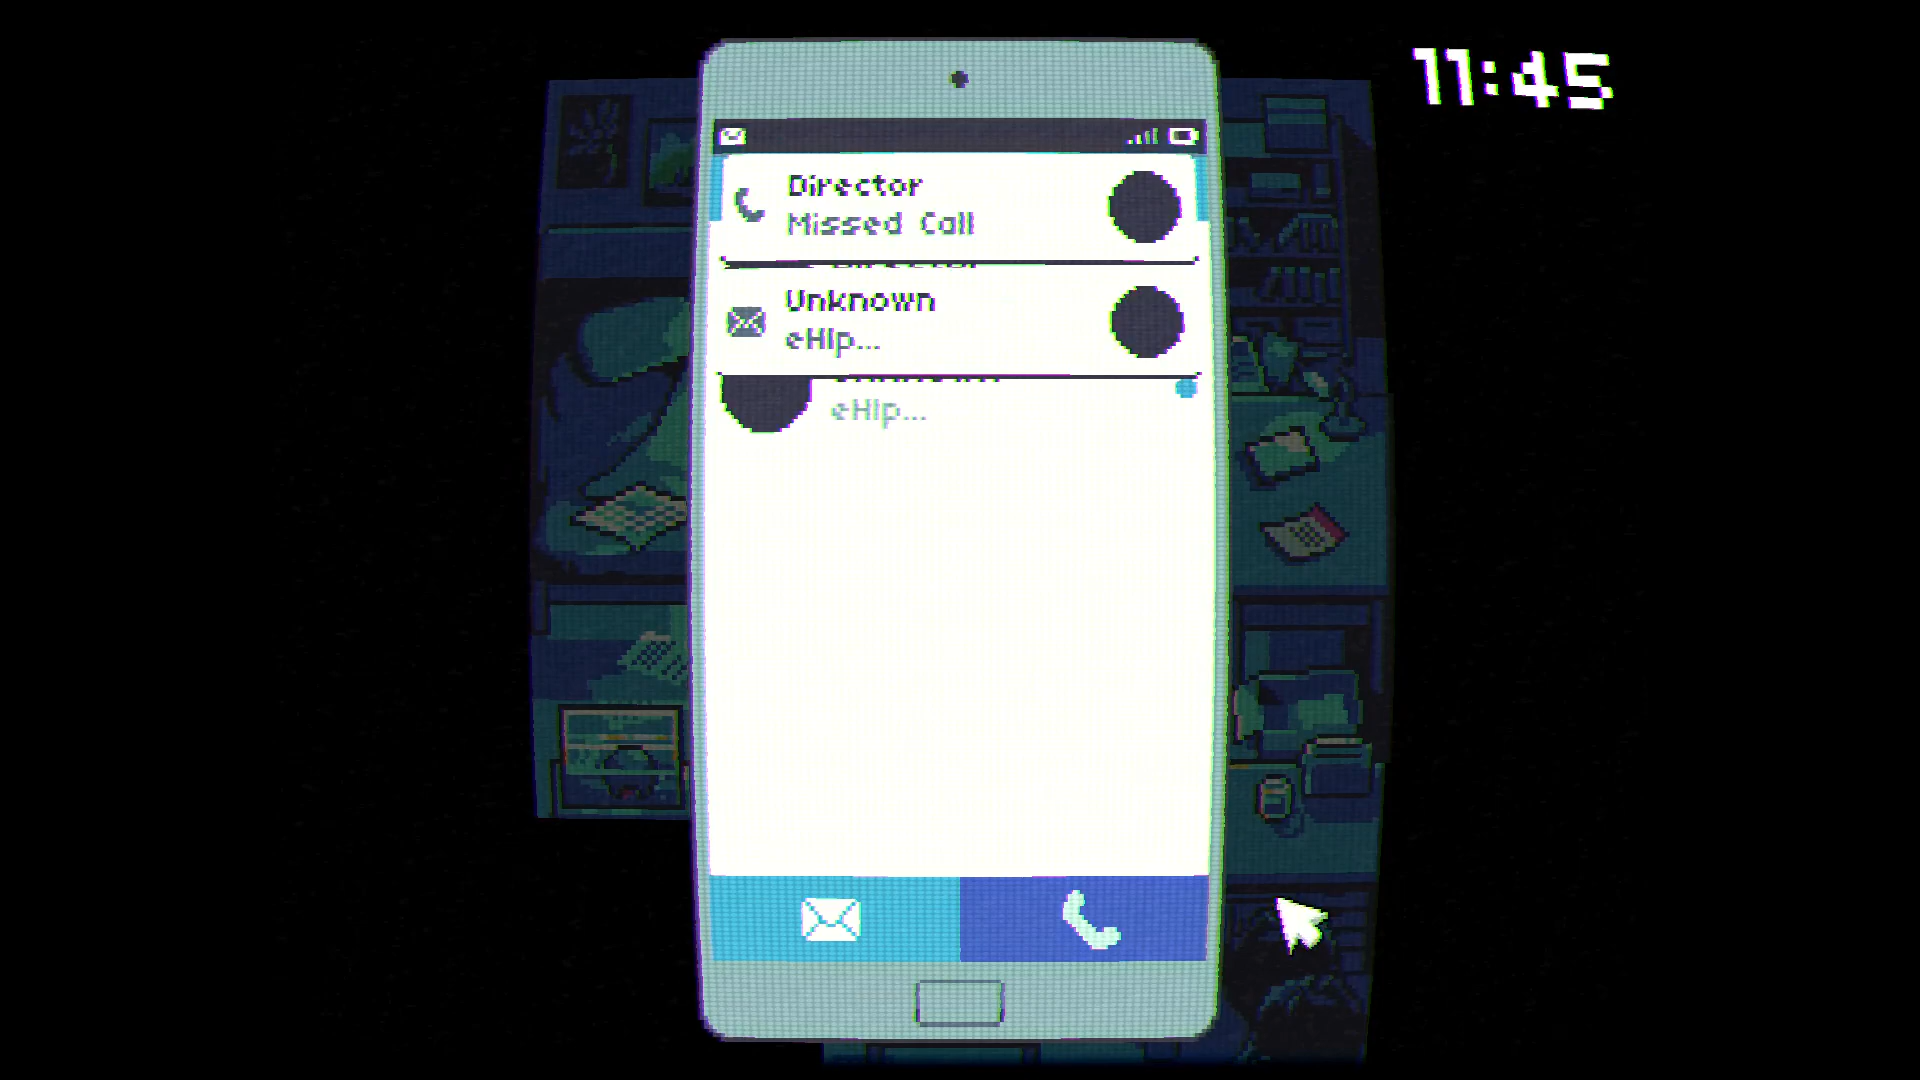 11:45
Director
Missed Call
Unknown
eHlp...
eHlp...